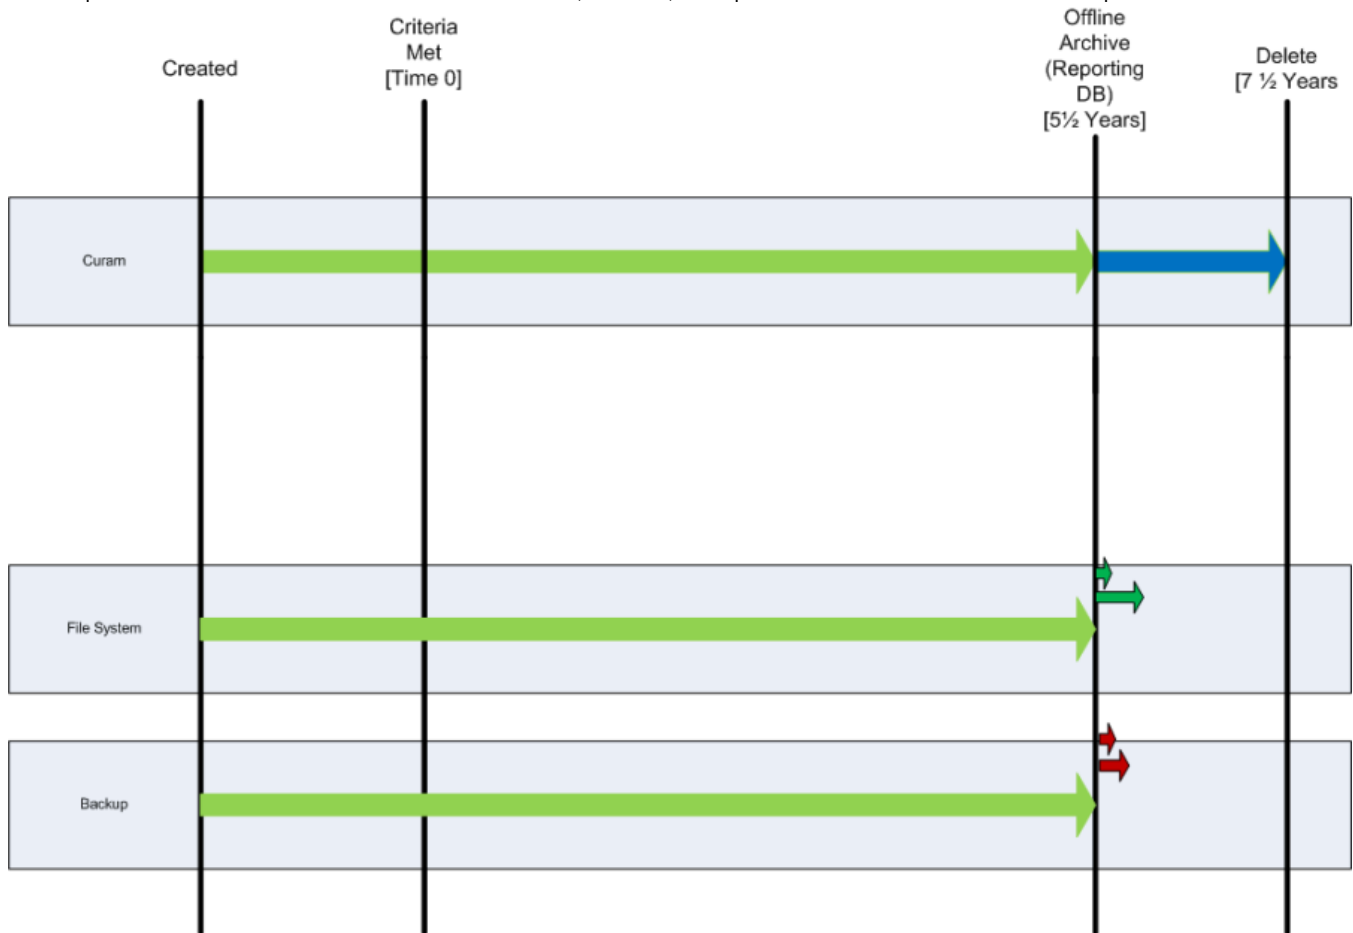 Created
Criteria
Met
[Time 0]
Offline
Archive
(Reporting
DB)
[5½ Years]
Delete
[7 ½ Years
Curam
File System
Backup